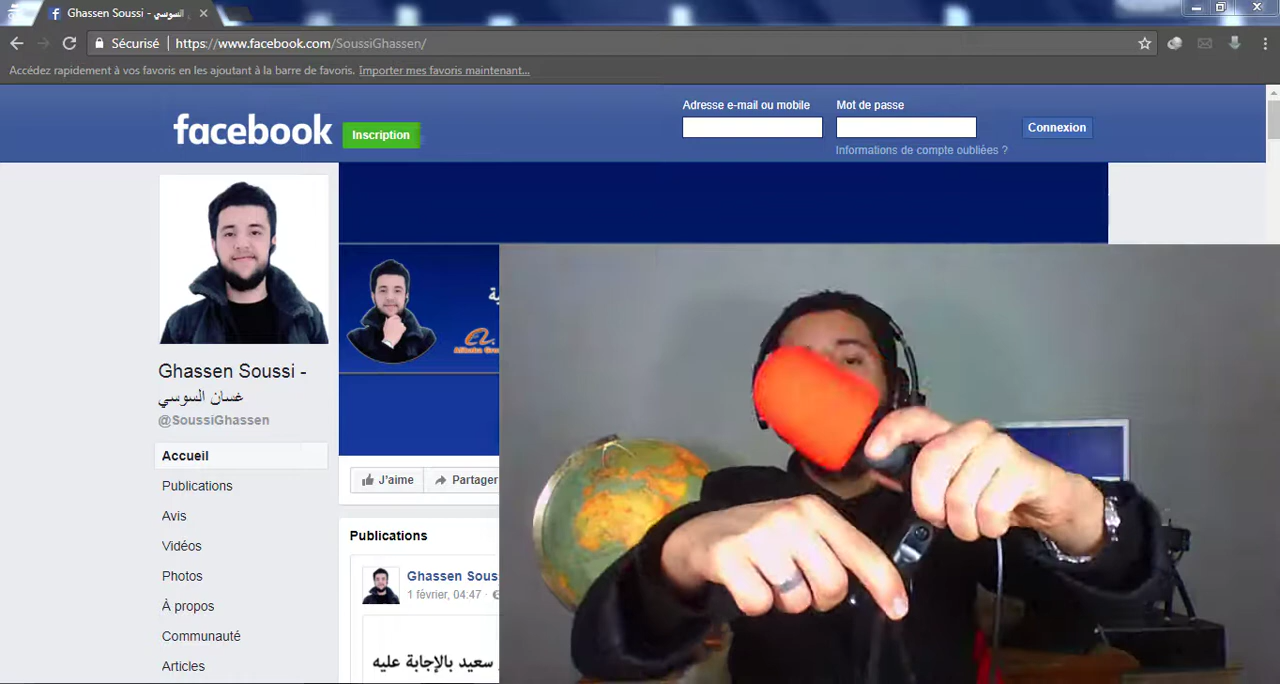 Ghassen Soussi - غسان السوسي
Sécurisé | https://www.facebook.com/SoussiGhassen/
Accédez rapidement à vos favoris en les ajoutant à la barre de favoris. Importer mes favoris maintenant...
Adresse e-mail ou mobile
Mot de passe
facebook
Inscription
Connexion
Informations de compte oubliées ?
Ghassen Soussi -
غسان السوسي
@SoussiGhassen
Accueil
Publications
Avis
Vidéos
Photos
À propos
Communauté
Articles
J'aime
Partager
Publications
Ghassen Sous
1 février, 04:47 ·
سعيد بالإجابة عليه